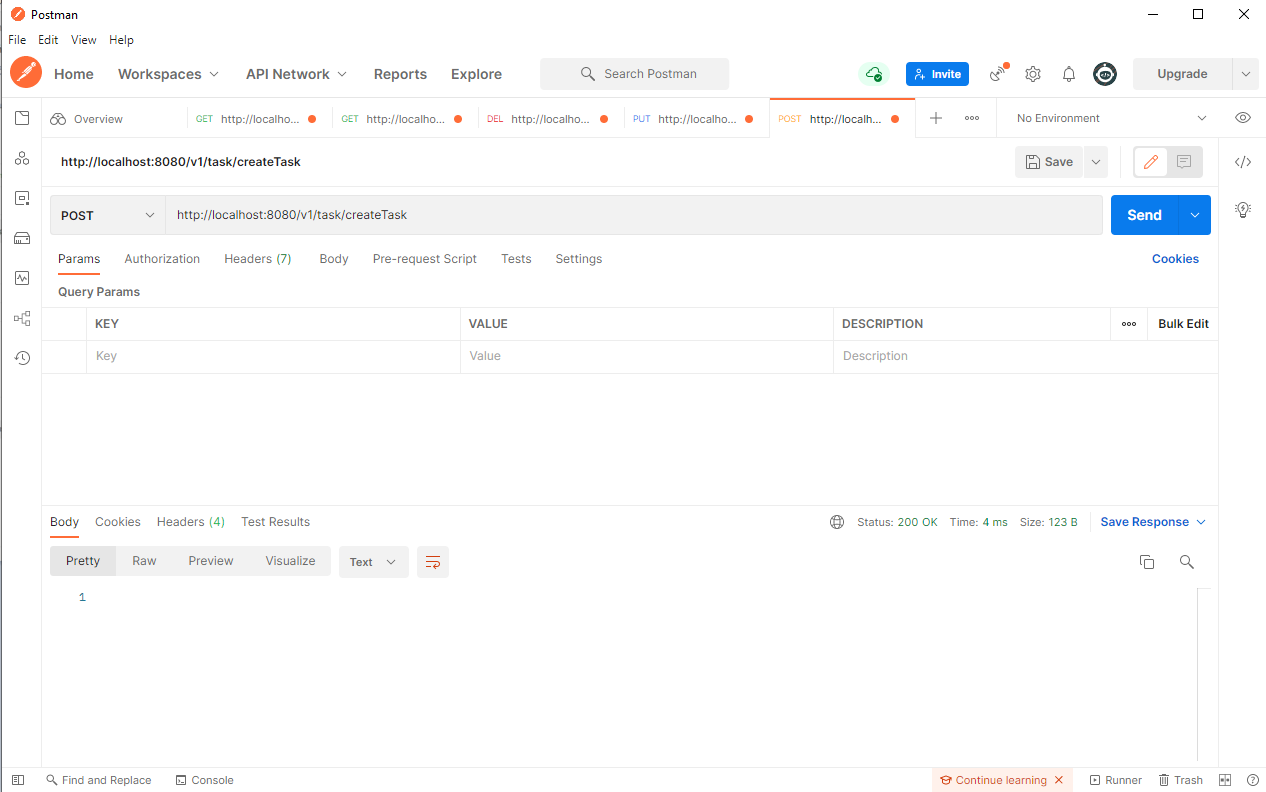 Postman
File Edit View Help
Home Workspaces API Network Reports Explore Search Postman Invite Upgrade
Overview GET http://localho... GET http://localho... DEL http://localho... PUT http://localho... POST http://localh... No Environment
http://localhost:8080/v1/task/createTask Save
POST http://localhost:8080/v1/task/createTask Send
Params Authorization Headers (7) Body Pre-request Script Tests Settings Cookies
Query Params
KEY VALUE DESCRIPTION Bulk Edit
Key Value Description
Body Cookies Headers (4) Test Results Status: 200 OK Time: 4 ms Size: 123 B Save Response
Pretty Raw Preview Visualize Text
1
Find and Replace Console Continue learning Runner Trash